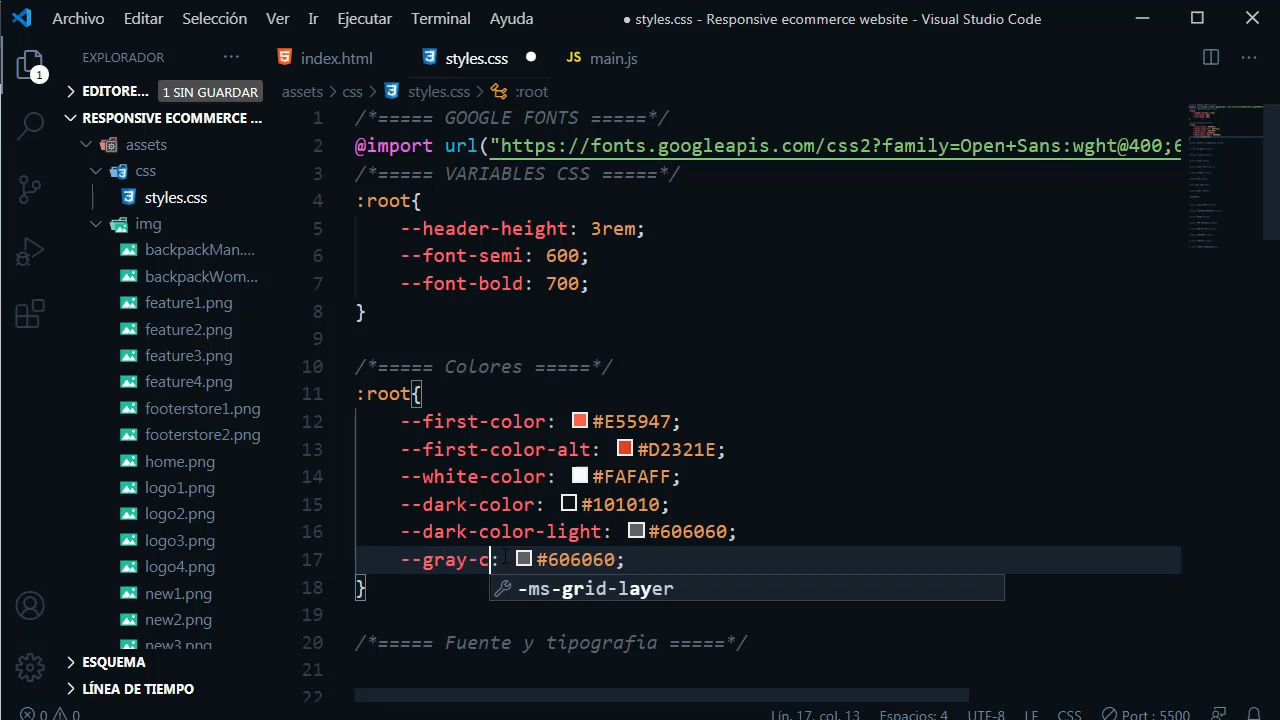 Archivo Editar Selección Ver Ir Ejecutar Terminal Ayuda ● styles.css - Responsive ecommerce website - Visual Studio Code
EXPLORADOR ··· index.html styles.css ● JS main.js ···
EDITORE... 1 SIN GUARDAR
assets > css > styles.css > :root
RESPONSIVE ECOMMERCE ...
assets
css
styles.css
img
backpackMan....
backpackWom...
feature1.png
feature2.png
feature3.png
feature4.png
footerstore1.png
footerstore2.png
home.png
logo1.png
logo2.png
logo3.png
logo4.png
new1.png
new2.png
new3.png
ESQUEMA
LÍNEA DE TIEMPO
1
1 /*===== GOOGLE FONTS =====*/
2 @import url("https://fonts.googleapis.com/css2?family=Open+Sans:wght@400;6
3 /*===== VARIABLES CSS =====*/
4 :root{
5 --header-height: 3rem;
6 --font-semi: 600;
7 --font-bold: 700;
8 }
9
10 /*===== Colores =====*/
11 :root{
12 --first-color: #E55947;
13 --first-color-alt: #D2321E;
14 --white-color: #FAFAFF;
15 --dark-color: #101010;
16 --dark-color-light: #606060;
17 --gray-c: #606060;
-ms-grid-layer
18 }
19
20 /*===== Fuente y tipografia =====*/
21
22
0 0 Lín. 17, col. 13 Espacios: 4 UTF-8 LF CSS Port : 5500